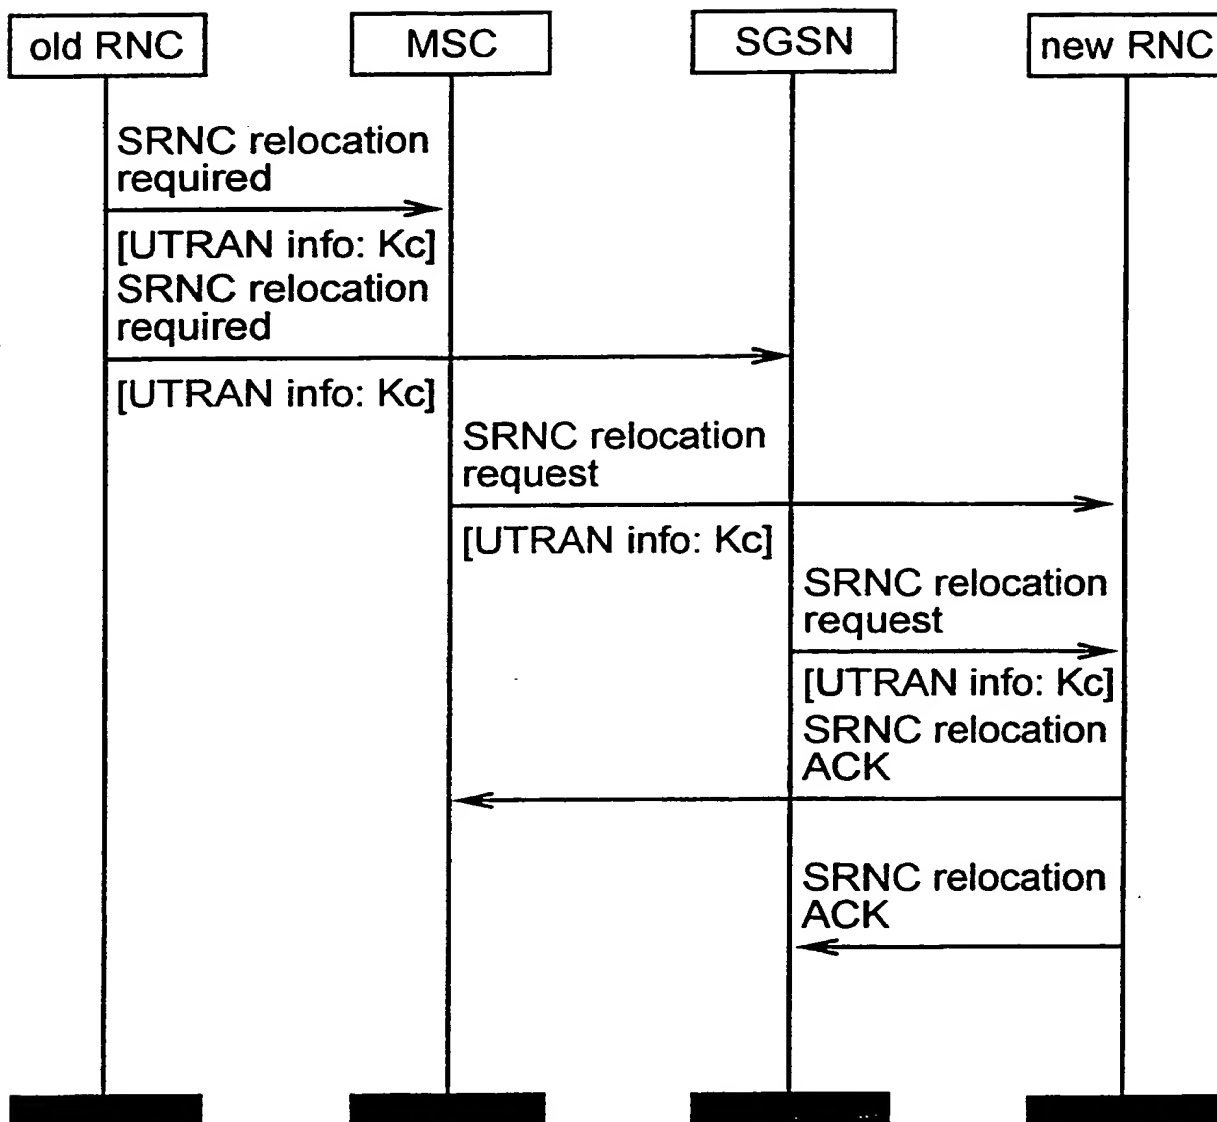 old RNC
MSC
SGSN
new RNC
SRNC relocation
required
[UTRAN info: Kc]
SRNC relocation
required
[UTRAN info: Kc]
SRNC relocation
request
[UTRAN info: Kc]
SRNC relocation
request
[UTRAN info: Kc]
SRNC relocation
ACK
SRNC relocation
ACK